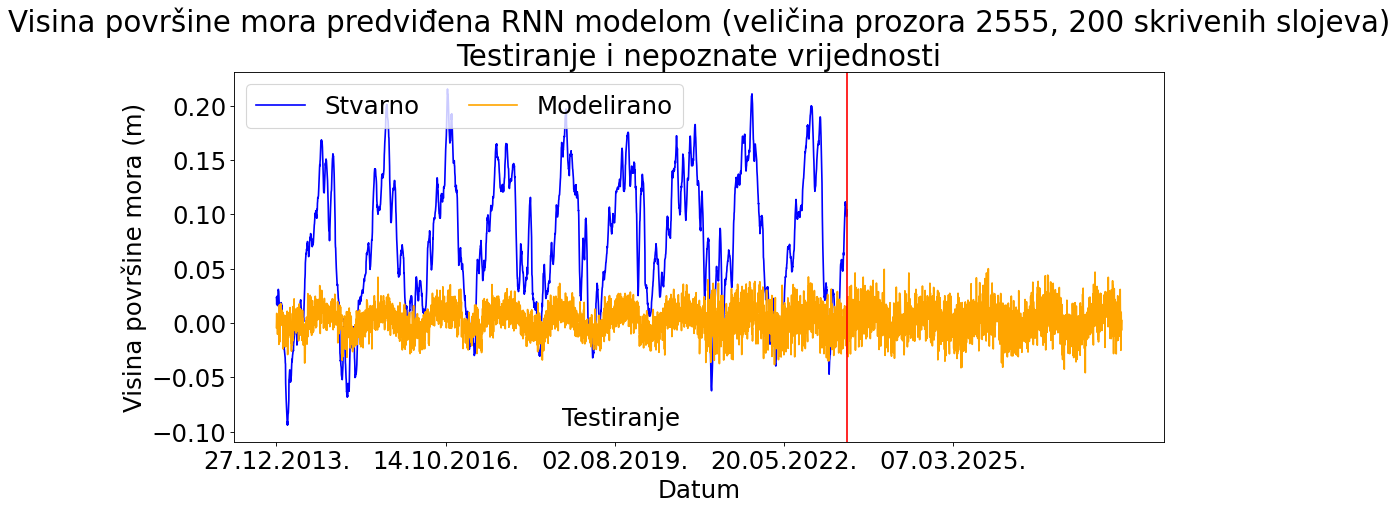 Visina površine mora predviđena RNN modelom (veličina prozora 2555, 200 skrivenih slojeva)
Testiranje i nepoznate vrijednosti
Stvarno
Modelirano
Visina površine mora (m)
0.20
0.15
0.10
0.05
0.00
−0.05
−0.10
Testiranje
27.12.2013.
14.10.2016.
02.08.2019.
20.05.2022.
07.03.2025.
Datum